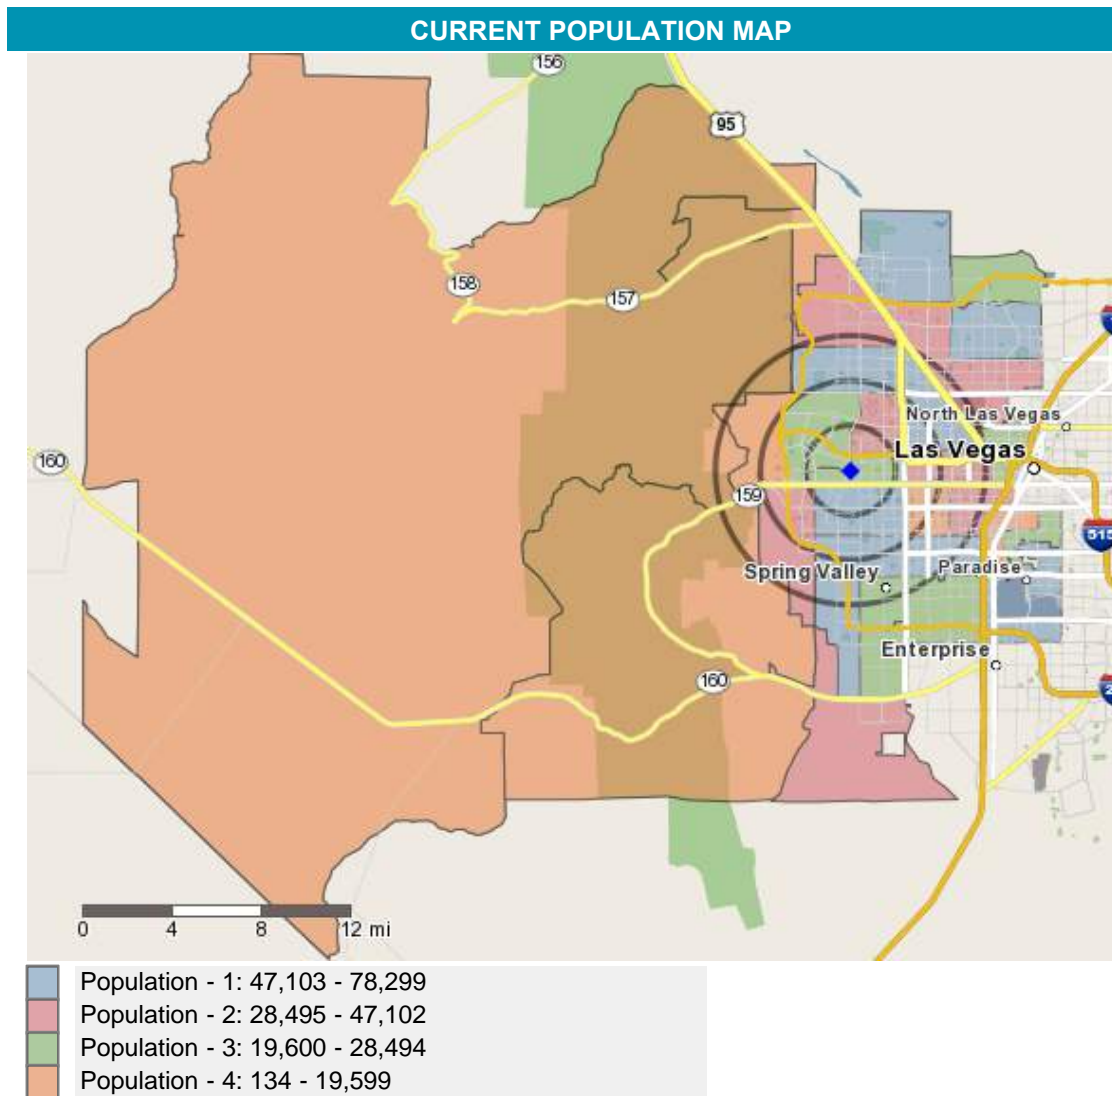 CURRENT POPULATION MAP
156
95
158
157
North Las Vegas
Las Vegas
160
159
515
Spring Valley
Paradise
Enterprise
160
0 4 8 12 mi
Population - 1: 47,103 - 78,299
Population - 2: 28,495 - 47,102
Population - 3: 19,600 - 28,494
Population - 4: 134 - 19,599